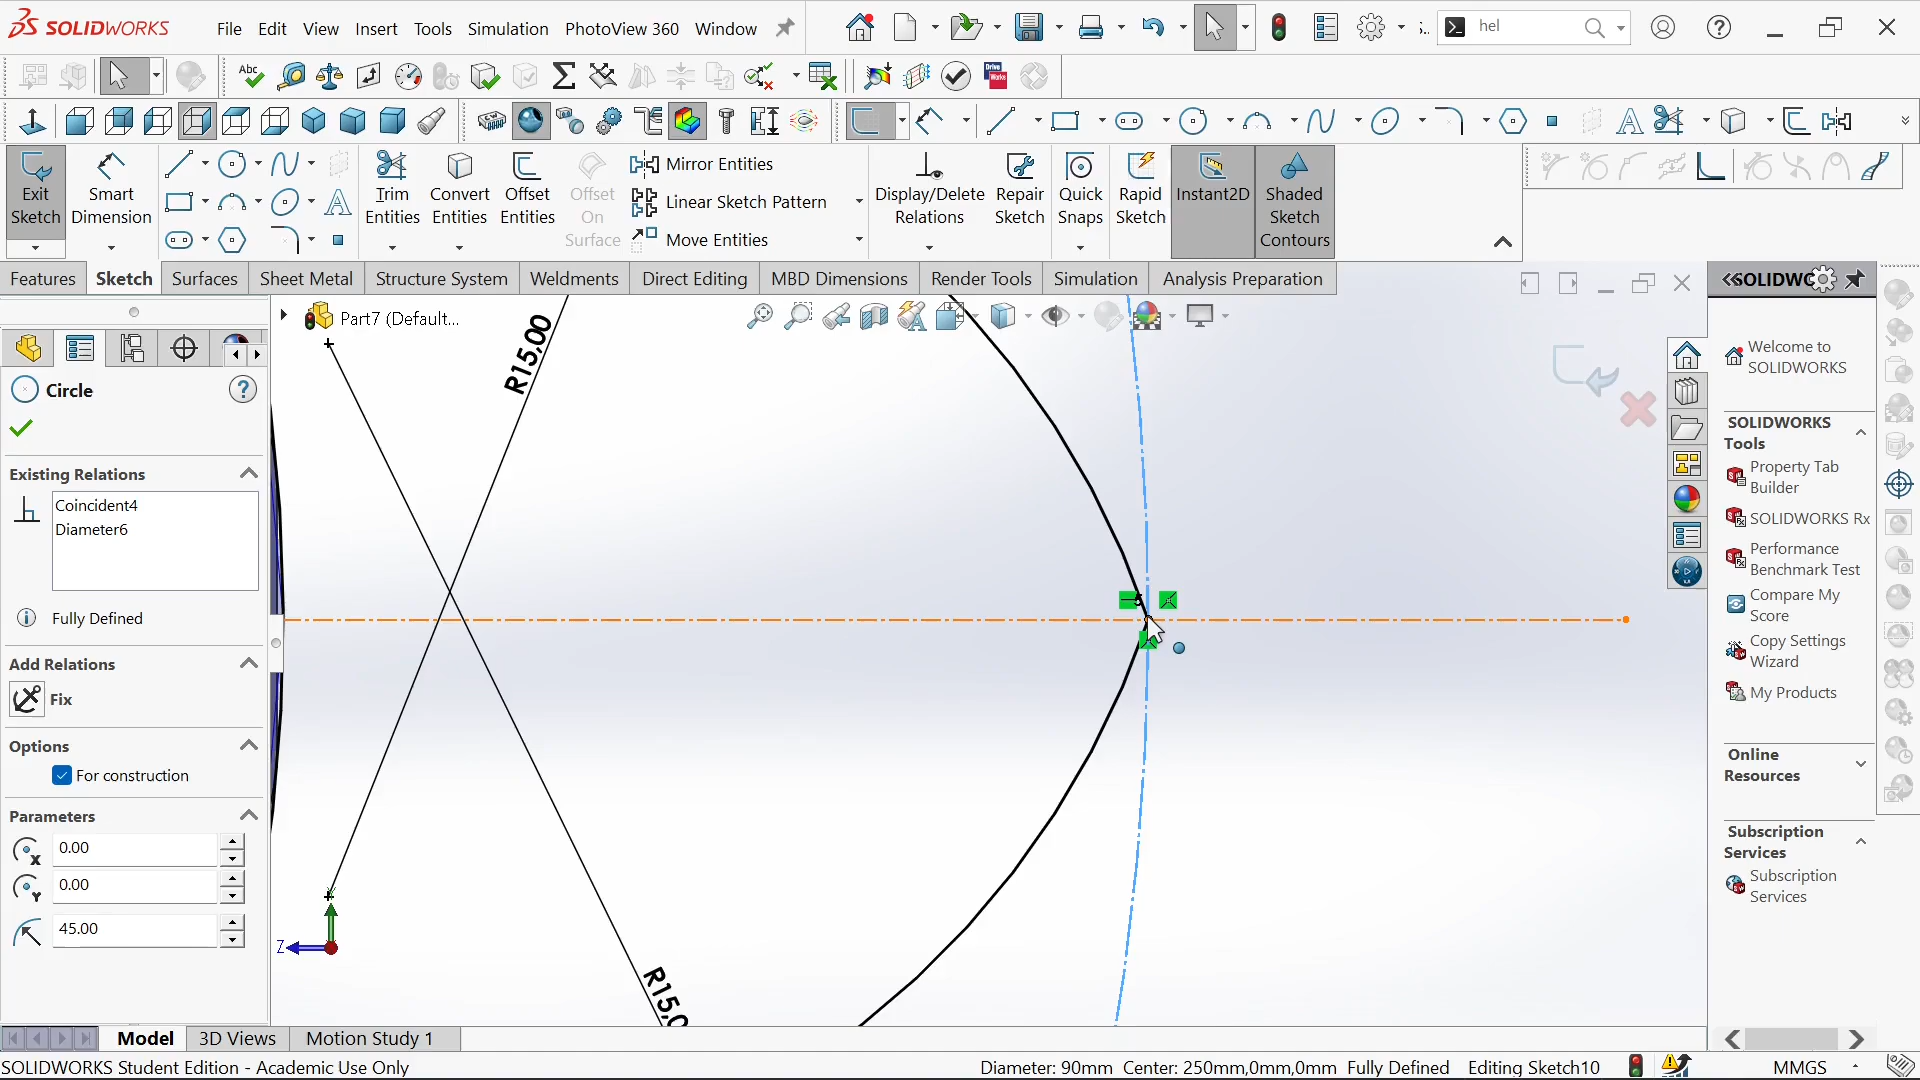 SOLIDWORKS File Edit View Insert Tools Simulation PhotoView 360 Window hel
Abc
Drive Works
Exit Sketch
Smart Dimension
Trim Entities
Convert Entities
Offset Entities
Offset On Surface
Mirror Entities
Linear Sketch Pattern
Move Entities
Display/Delete Relations
Repair Sketch
Quick Snaps
Rapid Sketch
Instant2D
Shaded Sketch Contours
Features Sketch Surfaces Sheet Metal Structure System Weldments Direct Editing MBD Dimensions Render Tools Simulation Analysis Preparation
Part7 (Default...
Circle
Existing Relations
Coincident4
Diameter6
Fully Defined
Add Relations
Fix
Options
For construction
Parameters
0.00
0.00
45.00
R15,00
R15,0
Z
SOLIDWO
Welcome to
SOLIDWORKS
SOLIDWORKS
Tools
Property Tab
Builder
SOLIDWORKS Rx
Performance
Benchmark Test
Compare My
Score
Copy Settings
Wizard
My Products
Online
Resources
Subscription
Services
Subscription
Services
Model 3D Views Motion Study 1
SOLIDWORKS Student Edition - Academic Use Only
Diameter: 90mm Center: 250mm,0mm,0mm Fully Defined Editing Sketch10 MMGS